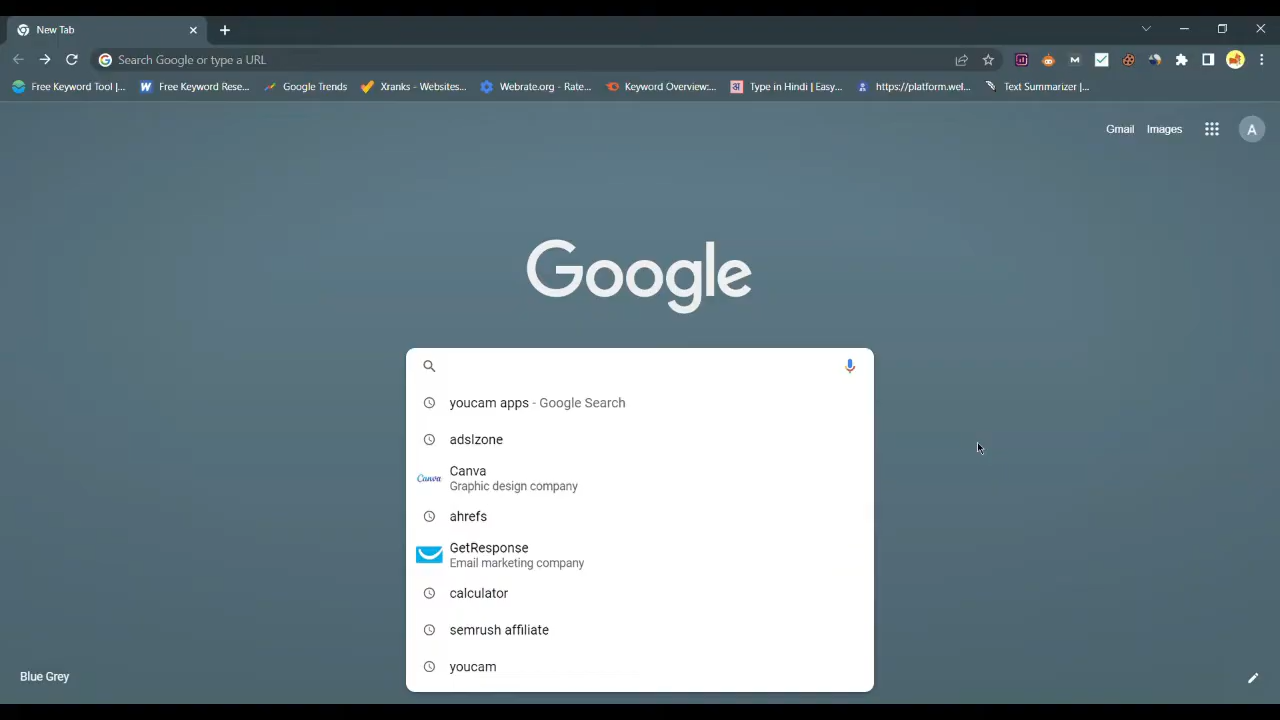 New Tab
Search Google or type a URL
Free Keyword Tool |... Free Keyword Rese... Google Trends Xranks - Websites... Webrate.org - Rate... Keyword Overview:... Type in Hindi | Easy... https://platform.wel... Text Summarizer |...
Gmail Images A
Google
youcam apps - Google Search
adslzone
Canva
Canva
Graphic design company
ahrefs
GetResponse
Email marketing company
calculator
semrush affiliate
youcam
Blue Grey